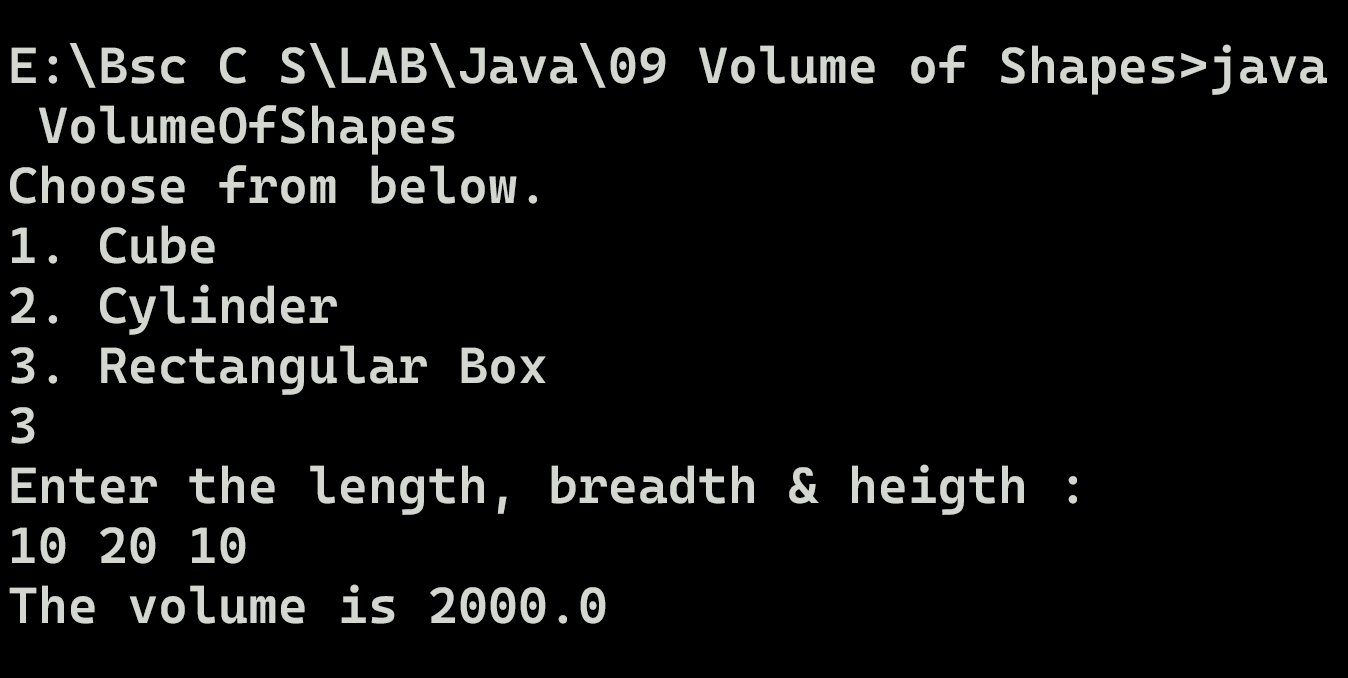 E:\Bsc C S\LAB\Java\09 Volume of Shapes>java
VolumeOfShapes
Choose from below.
1. Cube
2. Cylinder
3. Rectangular Box
3
Enter the length, breadth & heigth :
10 20 10
The volume is 2000.0